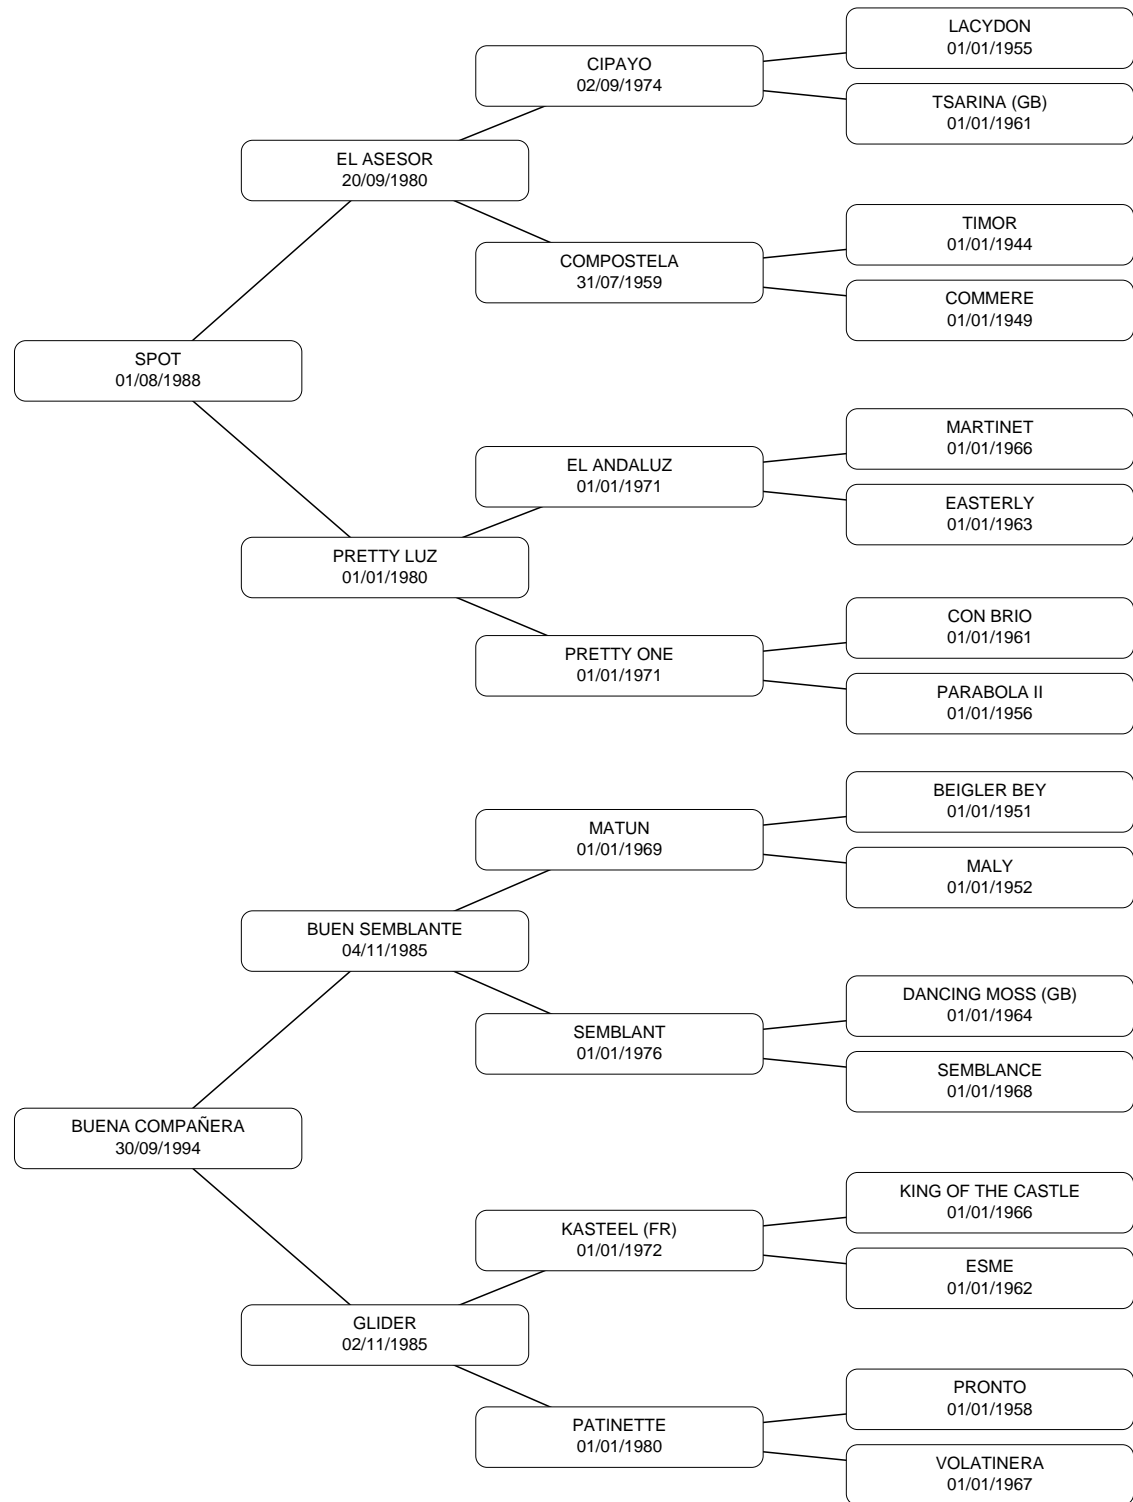 LACYDON
01/01/1955
CIPAYO
02/09/1974
TSARINA (GB)
01/01/1961
EL ASESOR
20/09/1980
TIMOR
01/01/1944
COMPOSTELA
31/07/1959
COMMERE
01/01/1949
SPOT
01/08/1988
MARTINET
01/01/1966
EL ANDALUZ
01/01/1971
EASTERLY
01/01/1963
PRETTY LUZ
01/01/1980
CON BRIO
01/01/1961
PRETTY ONE
01/01/1971
PARABOLA II
01/01/1956
BEIGLER BEY
01/01/1951
MATUN
01/01/1969
MALY
01/01/1952
BUEN SEMBLANTE
04/11/1985
DANCING MOSS (GB)
01/01/1964
SEMBLANT
01/01/1976
SEMBLANCE
01/01/1968
BUENA COMPAÑERA
30/09/1994
KING OF THE CASTLE
01/01/1966
KASTEEL (FR)
01/01/1972
ESME
01/01/1962
GLIDER
02/11/1985
PRONTO
01/01/1958
PATINETTE
01/01/1980
VOLATINERA
01/01/1967